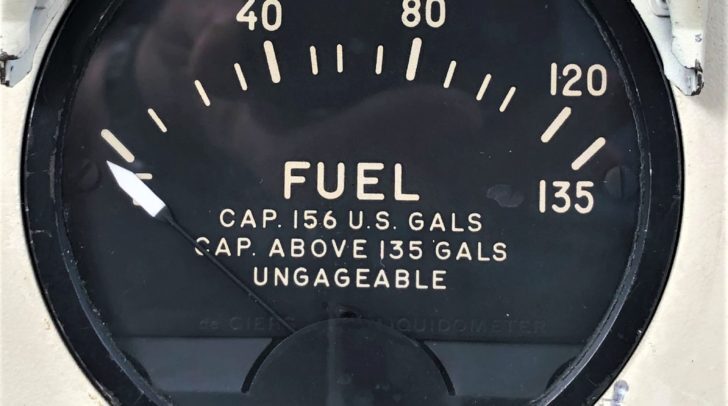 40 80
120
135
FUEL
CAP. 156 U.S. GALS
CAP. ABOVE 135 GALS
UNGAGEABLE
LIQUIDOMETER